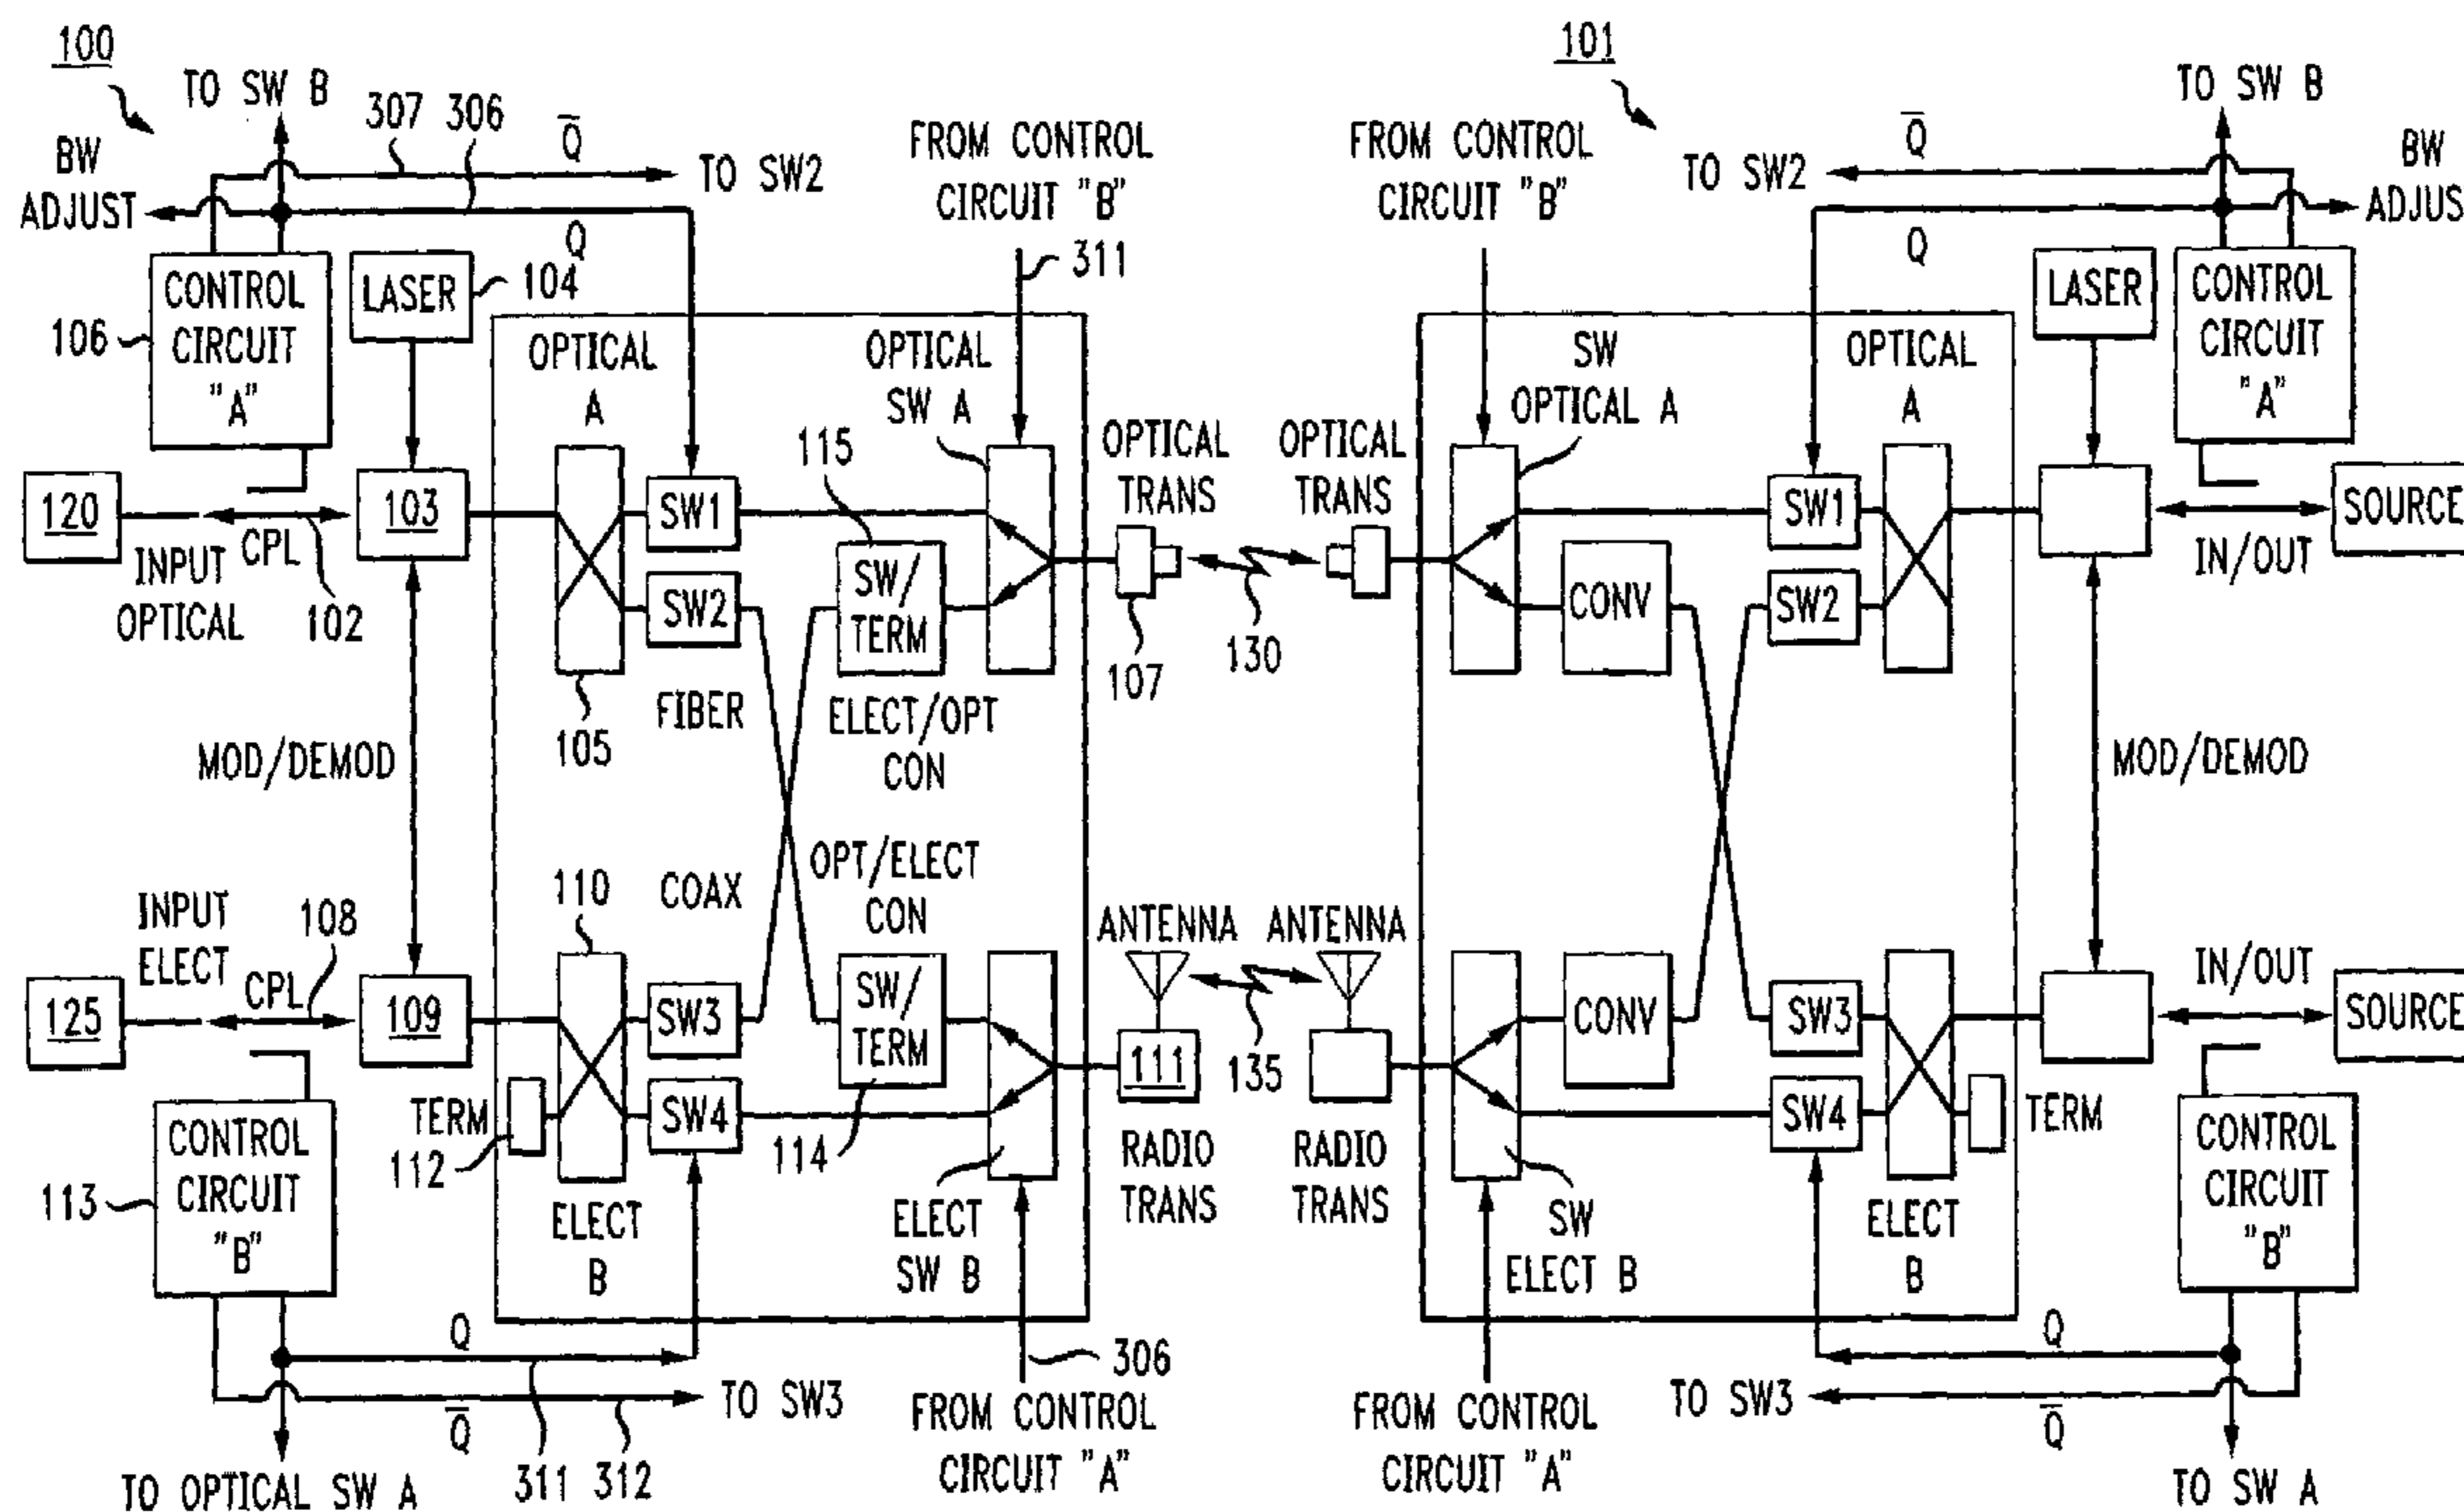 100
TO SW B
307 306
Q̅
BW
ADJUST
TO SW2
Q
CONTROL
CIRCUIT
"A"
106
LASER
104
FROM CONTROL
CIRCUIT "B"
311
OPTICAL
A
OPTICAL
SW A
120
CPL
INPUT
OPTICAL
102
103
SW1
SW2
115
SW/
TERM
105
FIBER
ELECT/OPT
CON
OPTICAL
TRANS
107
130
MOD/DEMOD
INPUT
ELECT
108
CPL
125
109
110
COAX
OPT/ELECT
CON
SW3
SW4
SW/
TERM
114
TERM
112
ELECT
B
ELECT
SW B
ANTENNA
111
135
RADIO
TRANS
CONTROL
CIRCUIT
"B"
113
Q
Q̅
311
312
TO SW3
TO OPTICAL SW A
306
FROM CONTROL
CIRCUIT "A"
101
TO SW B
Q̅
TO SW2
BW
ADJUS
Q
FROM CONTROL
CIRCUIT "B"
LASER
CONTROL
CIRCUIT
"A"
SW
OPTICAL A
OPTICAL
A
OPTICAL
TRANS
CONV
SW1
SW2
IN/OUT
SOURCE
MOD/DEMOD
ANTENNA
RADIO
TRANS
CONV
SW3
SW4
IN/OUT
SOURCE
TERM
SW
ELECT B
ELECT
B
CONTROL
CIRCUIT
"B"
Q
TO SW3
Q̅
FROM CONTROL
CIRCUIT "A"
TO SW A